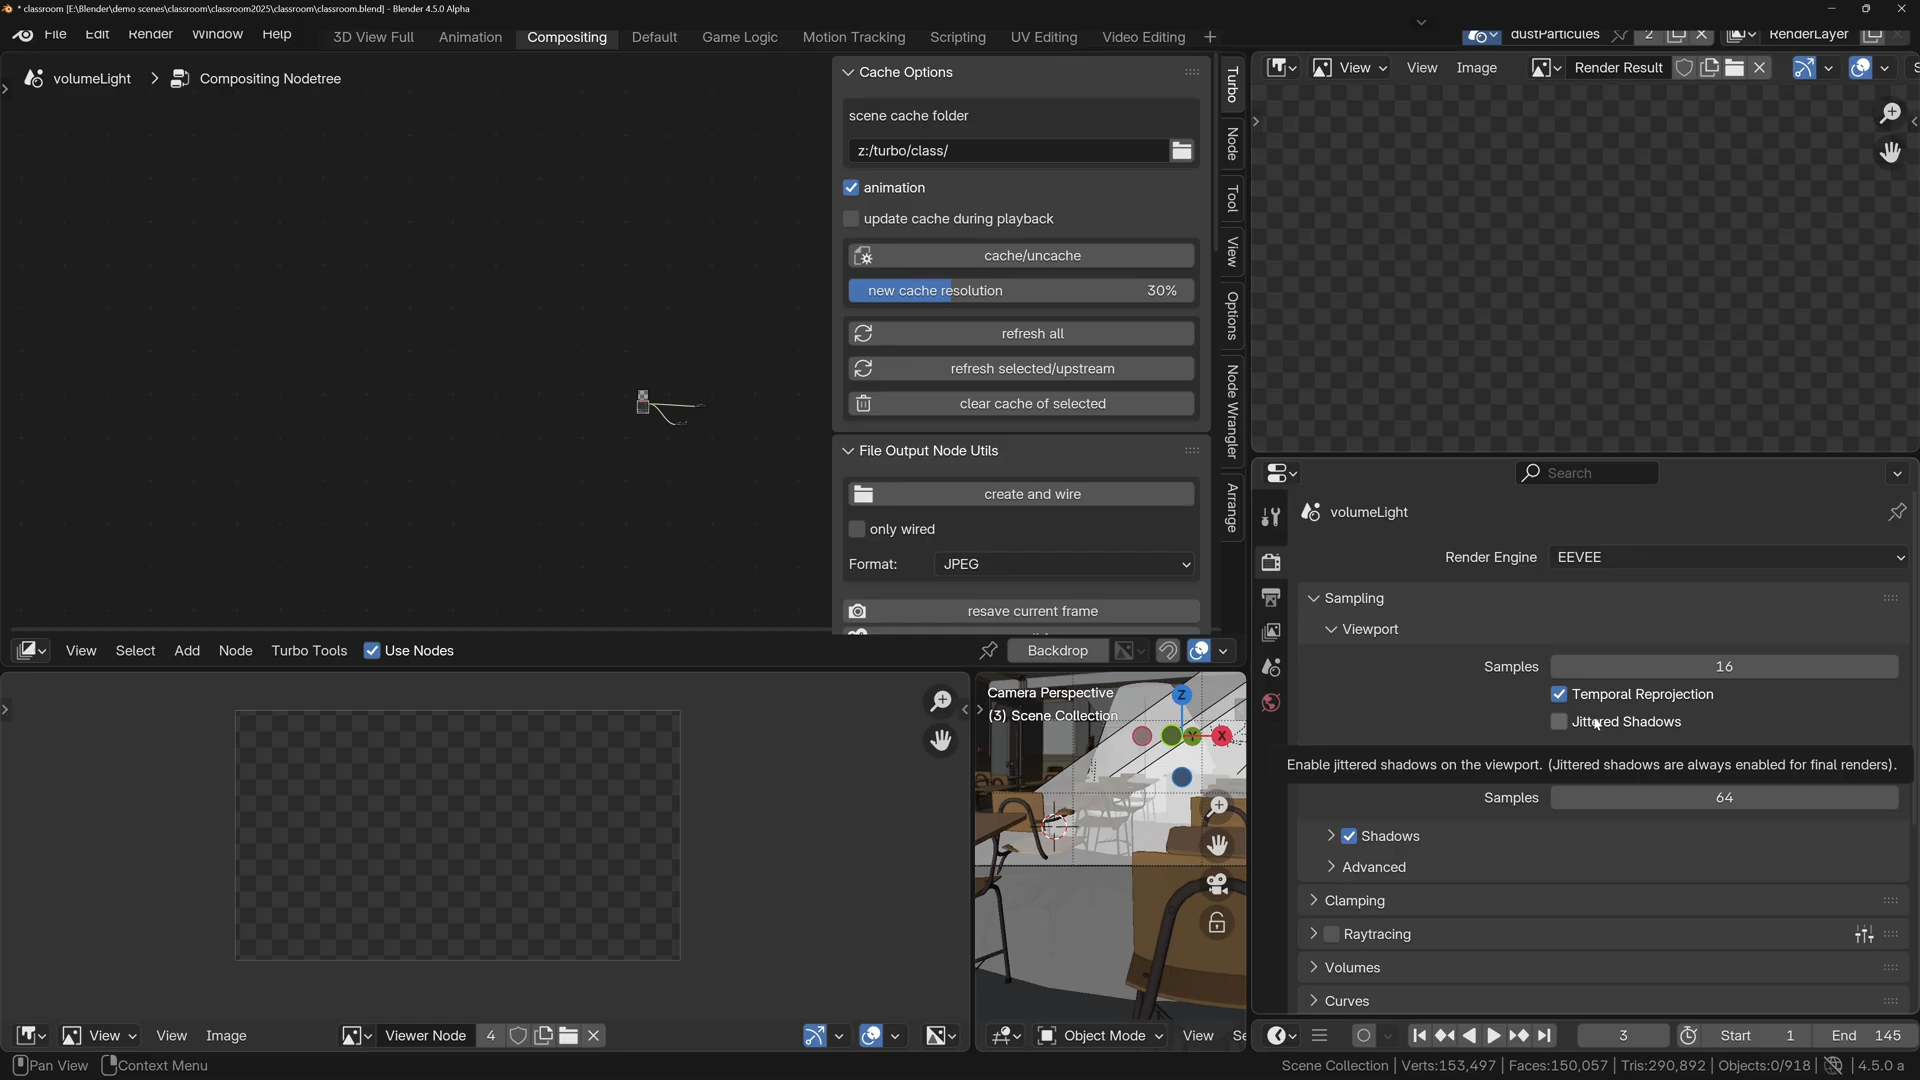 * classroom [E:\Blender\demo scenes\classroom\classroom2025\classroom\classroom.blend] - Blender 4.5.0 Alpha
File Edit Render Window Help
3D View Full Animation Compositing Default Game Logic Motion Tracking Scripting UV Editing Video Editing +
dustParticules 2 RenderLayer
volumeLight > Compositing Nodetree
Cache Options
scene cache folder
z:/turbo/class/
animation
update cache during playback
cache/uncache
new cache resolution 30%
refresh all
refresh selected/upstream
clear cache of selected
File Output Node Utils
create and wire
only wired
Format: JPEG
resave current frame
Turbo
Node
Tool
View
Options
Node Wrangler
Arrange
View View Image Render Result
Search
volumeLight
Render Engine EEVEE
Sampling
Viewport
Samples 16
Temporal Reprojection
Jittered Shadows
Enable jittered shadows on the viewport. (Jittered shadows are always enabled for final renders).
Samples 64
Shadows
Advanced
Clamping
Raytracing
Volumes
Curves
View Select Add Node Turbo Tools Use Nodes Backdrop
Camera Perspective
(3) Scene Collection
Z
Y
X
View View Image Viewer Node 4
Object Mode View Se
3 Start 1 End 145
Pan View Context Menu
Scene Collection | Verts:153,497 | Faces:150,057 | Tris:290,892 | Objects:0/918 | 4.5.0 a